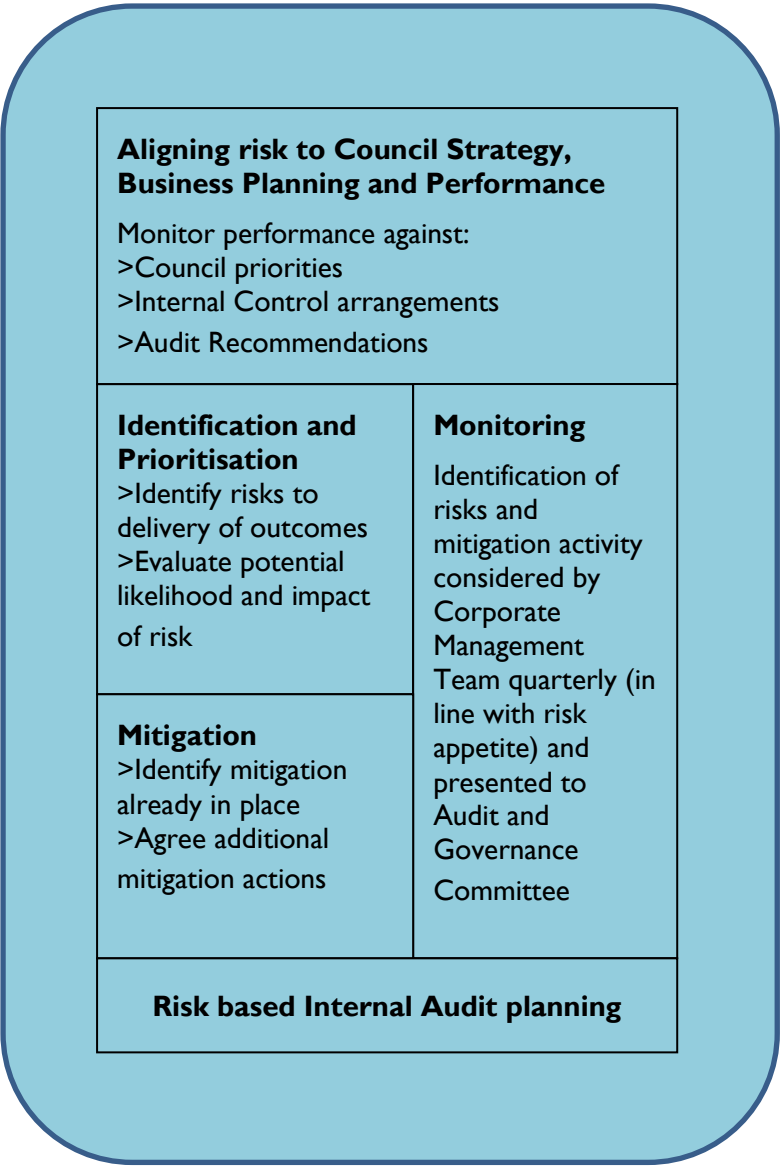 Aligning risk to Council Strategy,
Business Planning and Performance
Monitor performance against:
>Council priorities
>Internal Control arrangements
>Audit Recommendations
Identification and
Prioritisation
>Identify risks to
delivery of outcomes
>Evaluate potential
likelihood and impact
of risk
Mitigation
>Identify mitigation
already in place
>Agree additional
mitigation actions
Monitoring
Identification of
risks and
mitigation activity
considered by
Corporate
Management
Team quarterly (in
line with risk
appetite) and
presented to
Audit and
Governance
Committee
Risk based Internal Audit planning